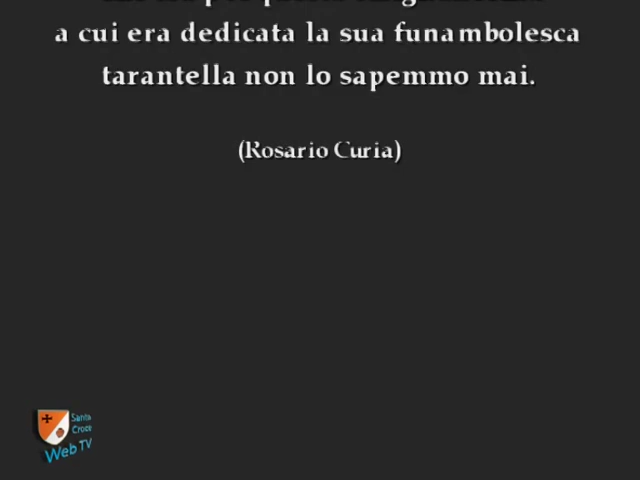 a cui era dedicata la sua funambolesca
tarantella non lo sapemmo mai.
(Rosario Curia)
Santa
Croce
Web TV